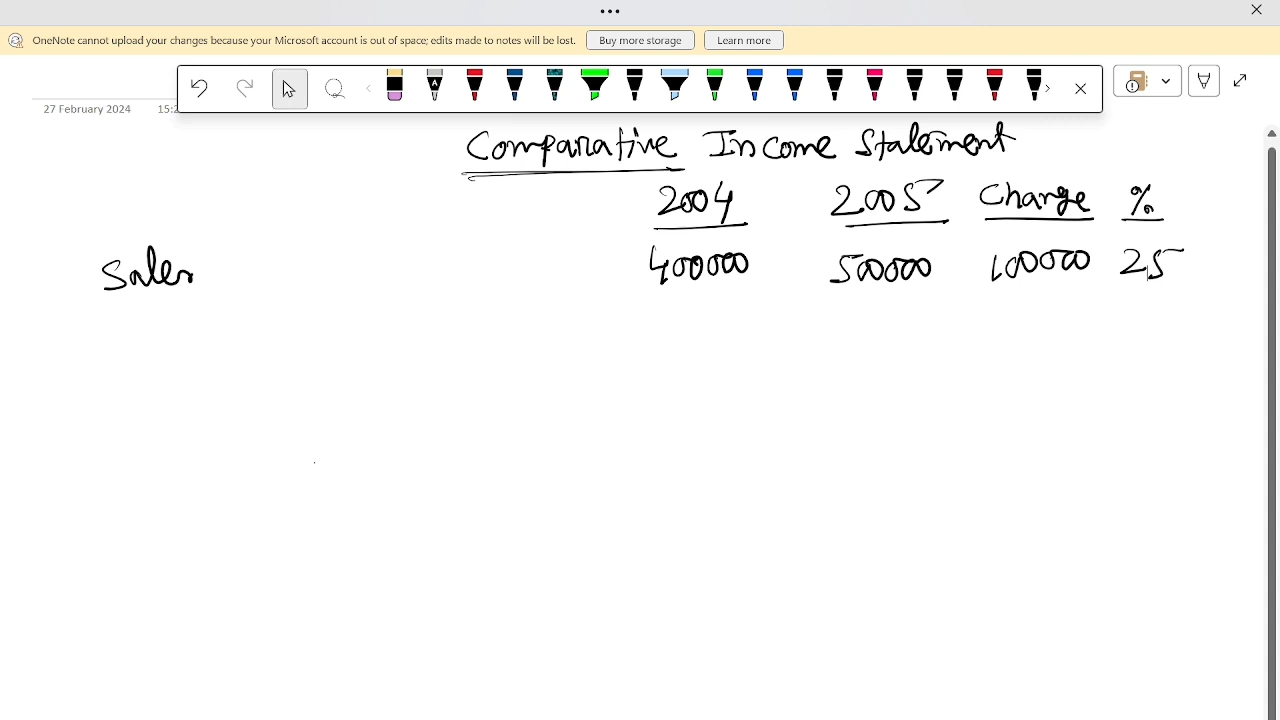 •••
OneNote cannot upload your changes because your Microsoft account is out of space; edits made to notes will be lost. Buy more storage Learn more
27 February 2024 15:2
Comparative Income Statement
2004 2005 Change %
Sales 400000 500000 100000 25